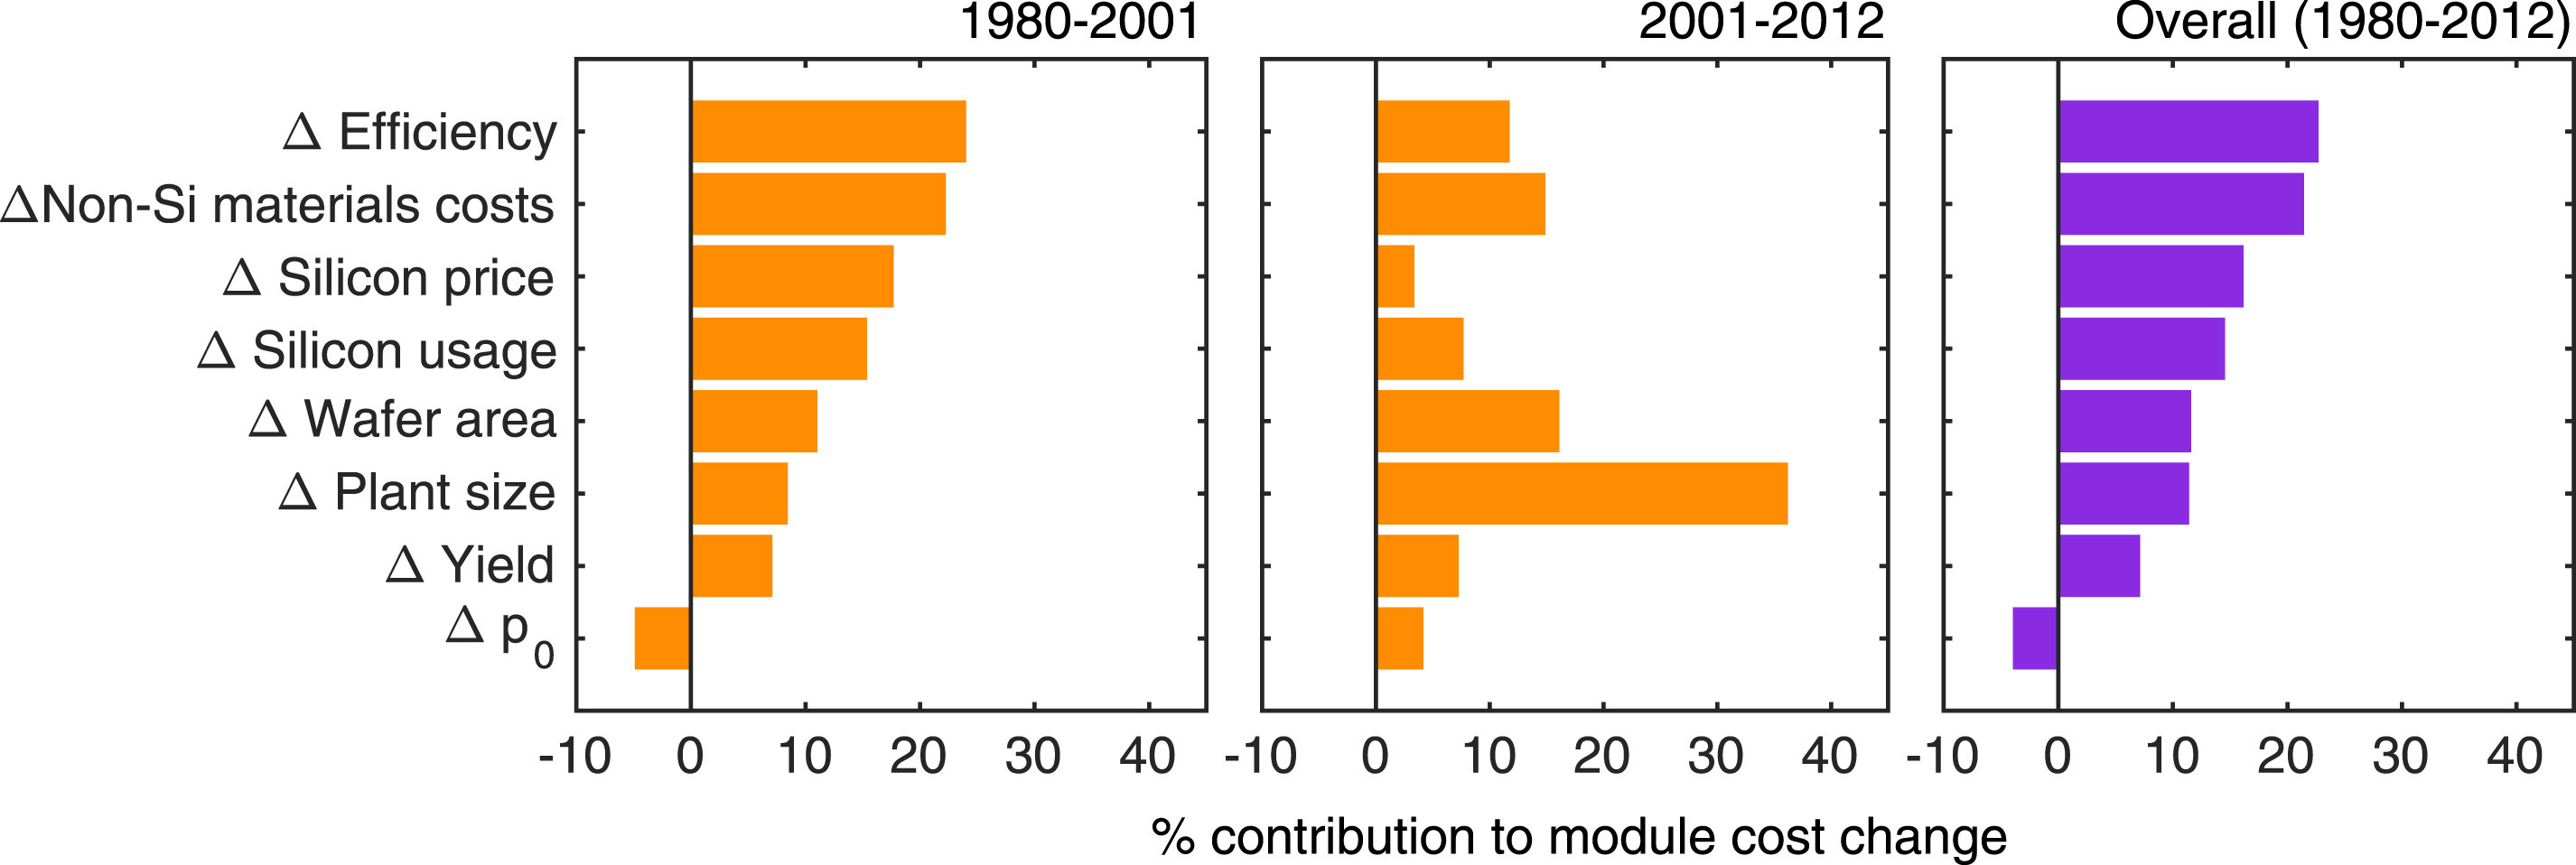 1980-2001
2001-2012
Overall (1980-2012)
Δ Efficiency
ΔNon-Si materials costs
Δ Silicon price
Δ Silicon usage
Δ Wafer area
Δ Plant size
Δ Yield
Δ p0
-10 0 10 20 30 40
-10 0 10 20 30 40
-10 0 10 20 30 40
% contribution to module cost change